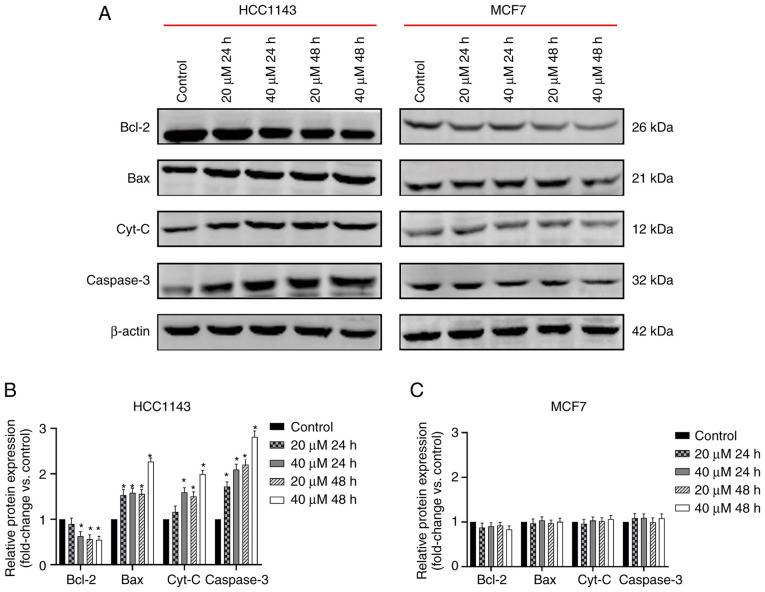 A
HCC1143
MCF7
Control
20 μM 24 h
40 μM 24 h
20 μM 48 h
40 μM 48 h
Control
20 μM 24 h
40 μM 24 h
20 μM 48 h
40 μM 48 h
Bcl-2
26 kDa
Bax
21 kDa
Cyt-C
12 kDa
Caspase-3
32 kDa
β-actin
42 kDa
B
HCC1143
Relative protein expression
(fold-change vs. control)
3
2
1
0
* * *
* * * *
* * *
* * * *
Bcl-2 Bax Cyt-C Caspase-3
Control
20 μM 24 h
40 μM 24 h
20 μM 48 h
40 μM 48 h
C
MCF7
Relative protein expression
(fold-change vs. control)
3
2
1
0
Bcl-2 Bax Cyt-C Caspase-3
Control
20 μM 24 h
40 μM 24 h
20 μM 48 h
40 μM 48 h